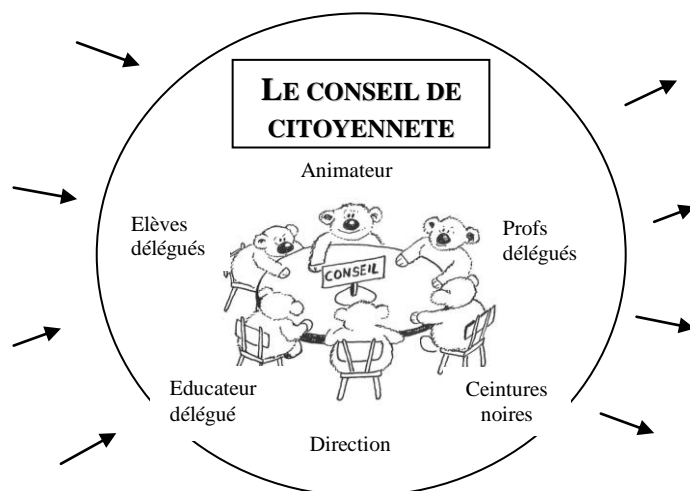 LE CONSEIL DE
CITOYENNETE
Animateur
Elèves
délégués
Profs
délégués
CONSEIL
Educateur
délégué
Ceintures
noires
Direction